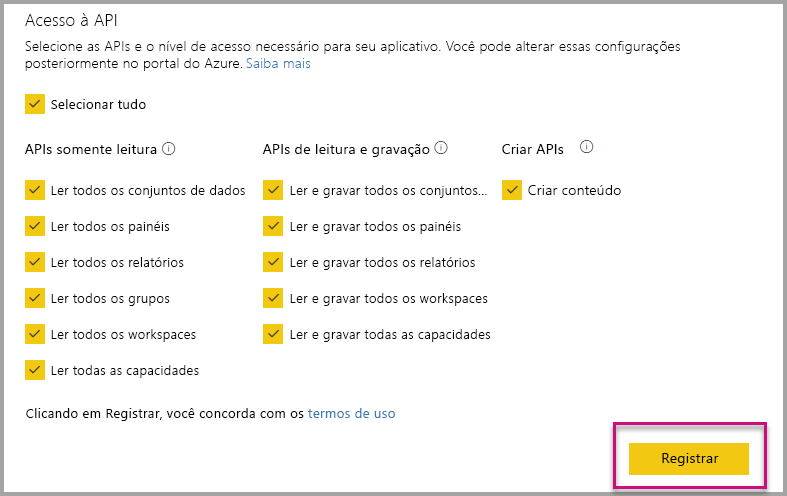 Acesso à API
Selecione as APIs e o nível de acesso necessário para seu aplicativo. Você pode alterar essas configurações
posteriormente no portal do Azure. Saiba mais
Selecionar tudo
APIs somente leitura
Ler todos os conjuntos de dados
Ler todos os painéis
Ler todos os relatórios
Ler todos os grupos
Ler todos os workspaces
Ler todas as capacidades
APIs de leitura e gravação
Ler e gravar todos os conjuntos...
Ler e gravar todos os painéis
Ler e gravar todos os relatórios
Ler e gravar todos os workspaces
Ler e gravar todas as capacidades
Criar APIs
Criar conteúdo
Clicando em Registrar, você concorda com os termos de uso
Registrar